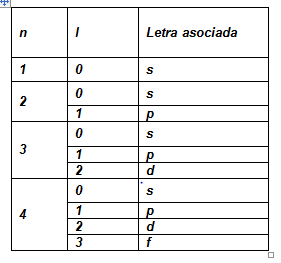 n l Letra asociada
1 0 s
2 0 s
1 p
3 0 s
1 p
2 d
4 0 s
1 p
2 d
3 f